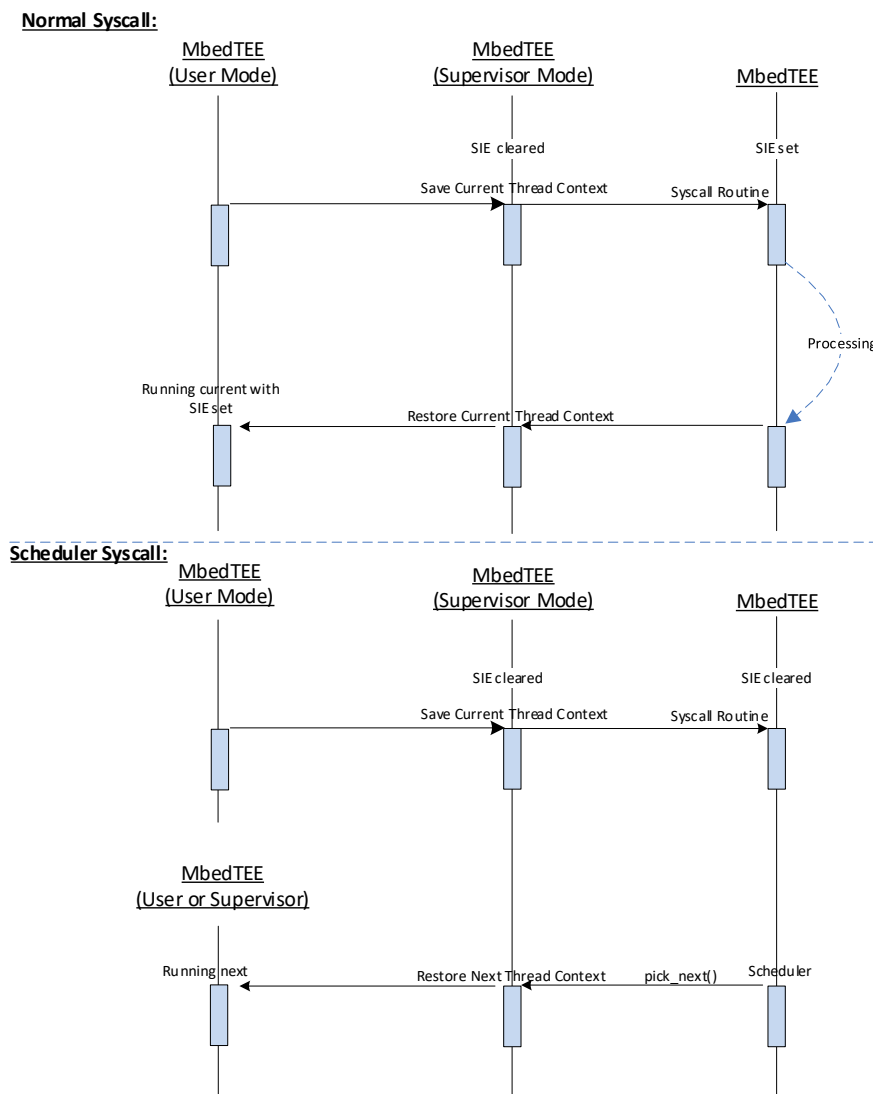 Normal Syscall:
MbedTEE
(User Mode)
MbedTEE
(Supervisor Mode)
MbedTEE
SIE cleared
SIE set
Save Current Thread Context
Syscall Routine
Processing
Running current with
SIE set
Restore Current Thread Context
Scheduler Syscall:
MbedTEE
(User Mode)
MbedTEE
(Supervisor Mode)
MbedTEE
SIE cleared
SIE cleared
Save Current Thread Context
Syscall Routine
MbedTEE
(User or Supervisor)
Running next
Restore Next Thread Context
pick_next()
Scheduler